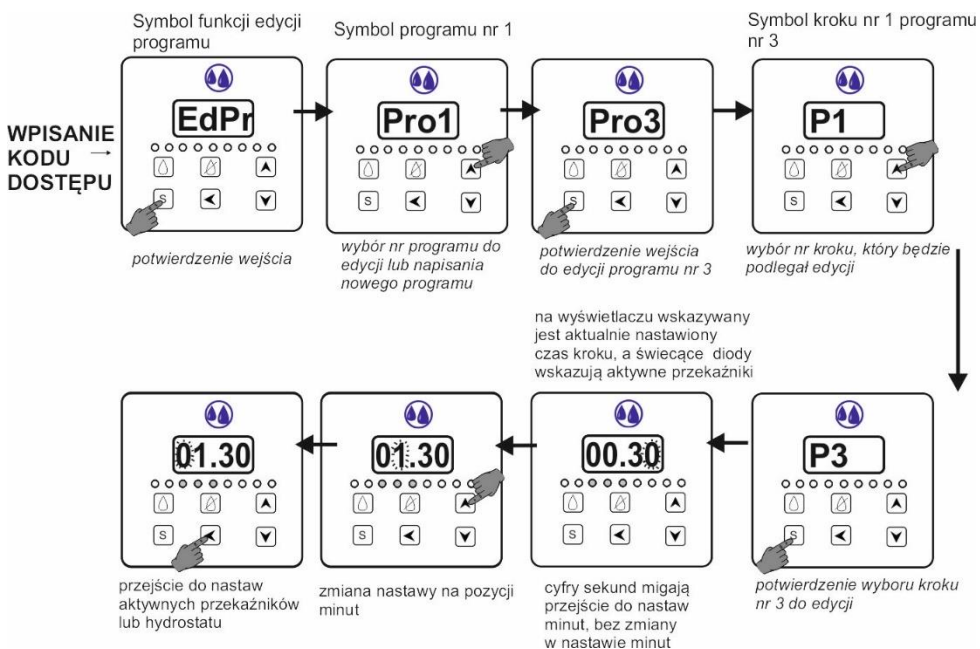 Symbol funkcji edycji
programu
Symbol programu nr 1
Symbol kroku nr 1 programu
nr 3
WPISANIE
KODU →
DOSTĘPU
EdPr
S
potwierdzenie wejścia
Pro1
S
wybór nr programu do
edycji lub napisania
nowego programu
Pro3
S
potwierdzenie wejścia
do edycji programu nr 3
P1
S
wybór nr kroku, który będzie
podlegał edycji
na wyświetlaczu wskazywany
jest aktualnie nastawiony
czas kroku, a świecące diody
wskazują aktywne przekaźniki
01.30
S
przejście do nastaw
aktywnych przekaźników
lub hydrostatu
01.30
S
zmiana nastawy na pozycji
minut
00.30
S
cyfry sekund migają
przejście do nastaw
minut, bez zmiany
w nastawie minut
P3
S
potwierdzenie wyboru kroku
nr 3 do edycji